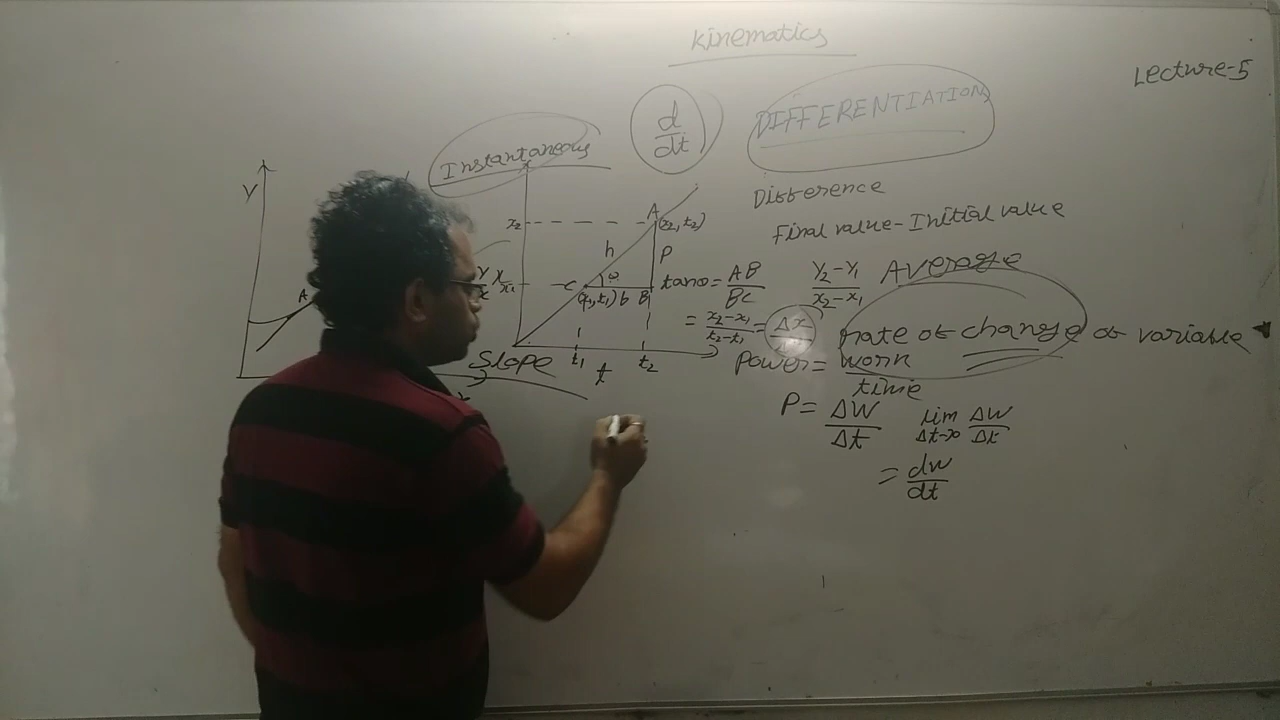 Kinematics
Lecture-5
d/dt
DIFFERENTIATION
Instantaneous
Difference
Final value - Initial value
Y
A
x
x2
A (x2, t2)
h
P
θ
x1
C
(x1, t1) b B
t1
t2
t
Slope
tanθ = AB/BC
= x2-x1/t2-t1 = Δx
Y2-Y1/x2-x1
Average
rate of change of variable
Power = work/time
P = ΔW/Δt
lim Δt→0 ΔW/Δt
= dw/dt